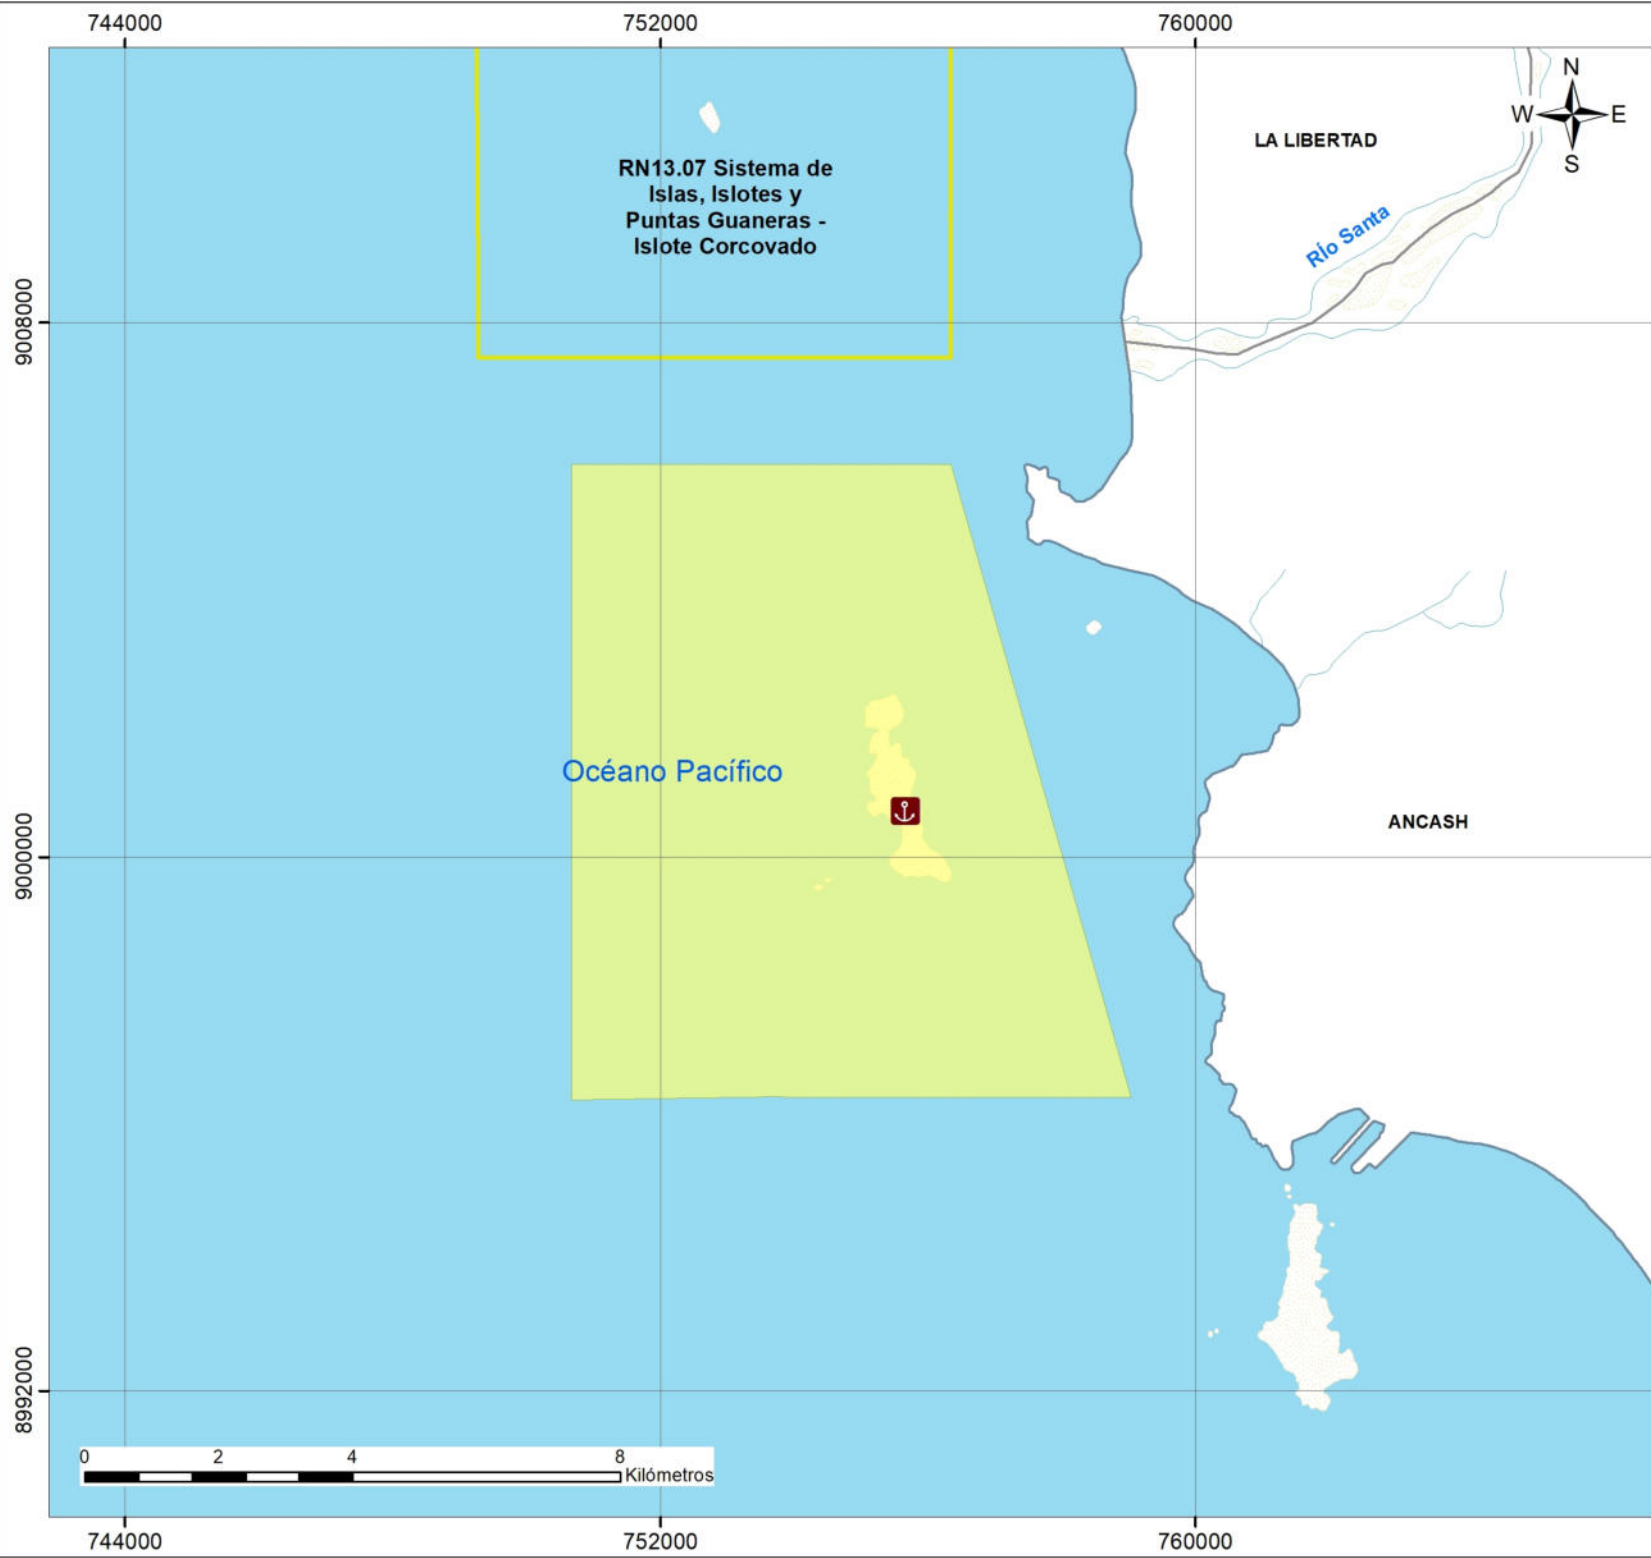 744000
752000
760000
N
W
E
S
LA LIBERTAD
RN13.07 Sistema de
Islas, Islotes y
Puntas Guaneras -
Islote Corcovado
Río Santa
9008000
Océano Pacífico
ANCASH
9000000
8992000
0
2
4
8
Kilómetros
744000
752000
760000